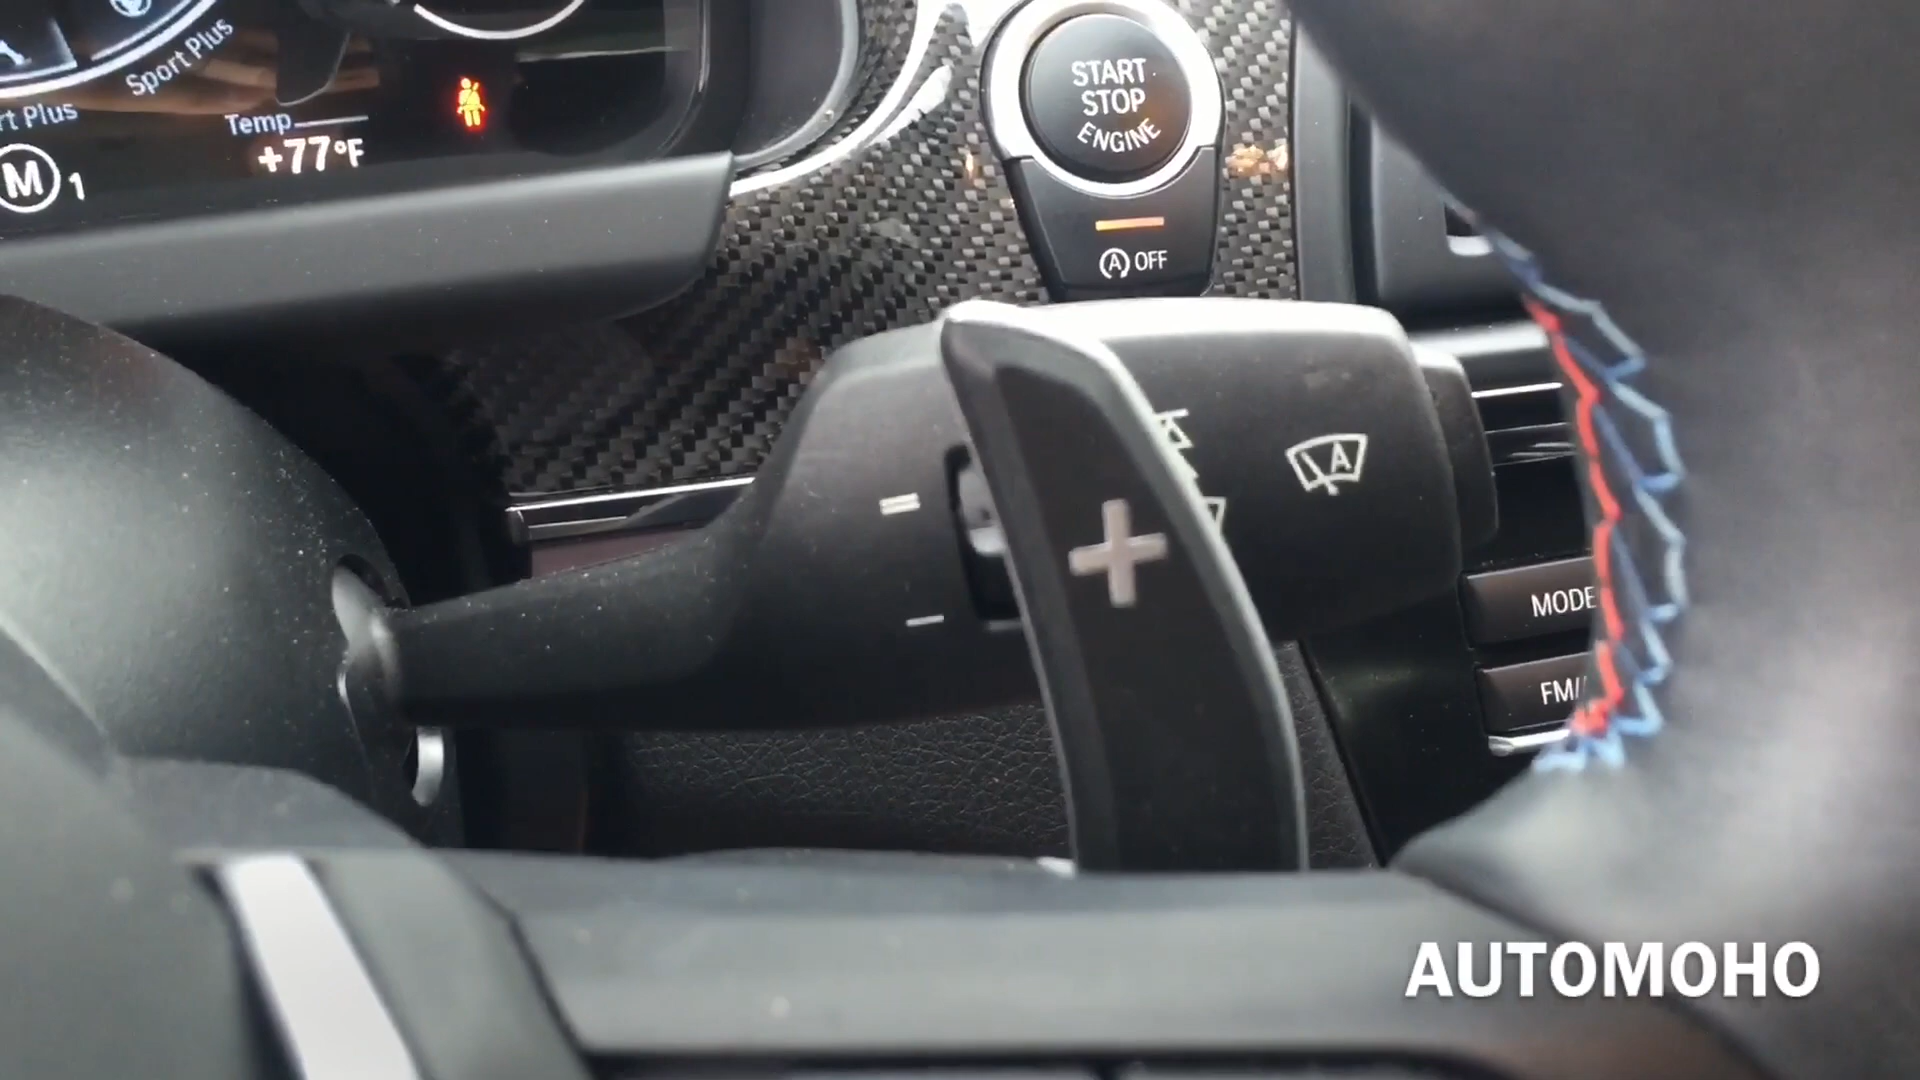 Sport Plus
rt Plus
Temp
+77°F
M 1
START
STOP
ENGINE
A OFF
A
+
MODE
FM/
AUTOMOHO